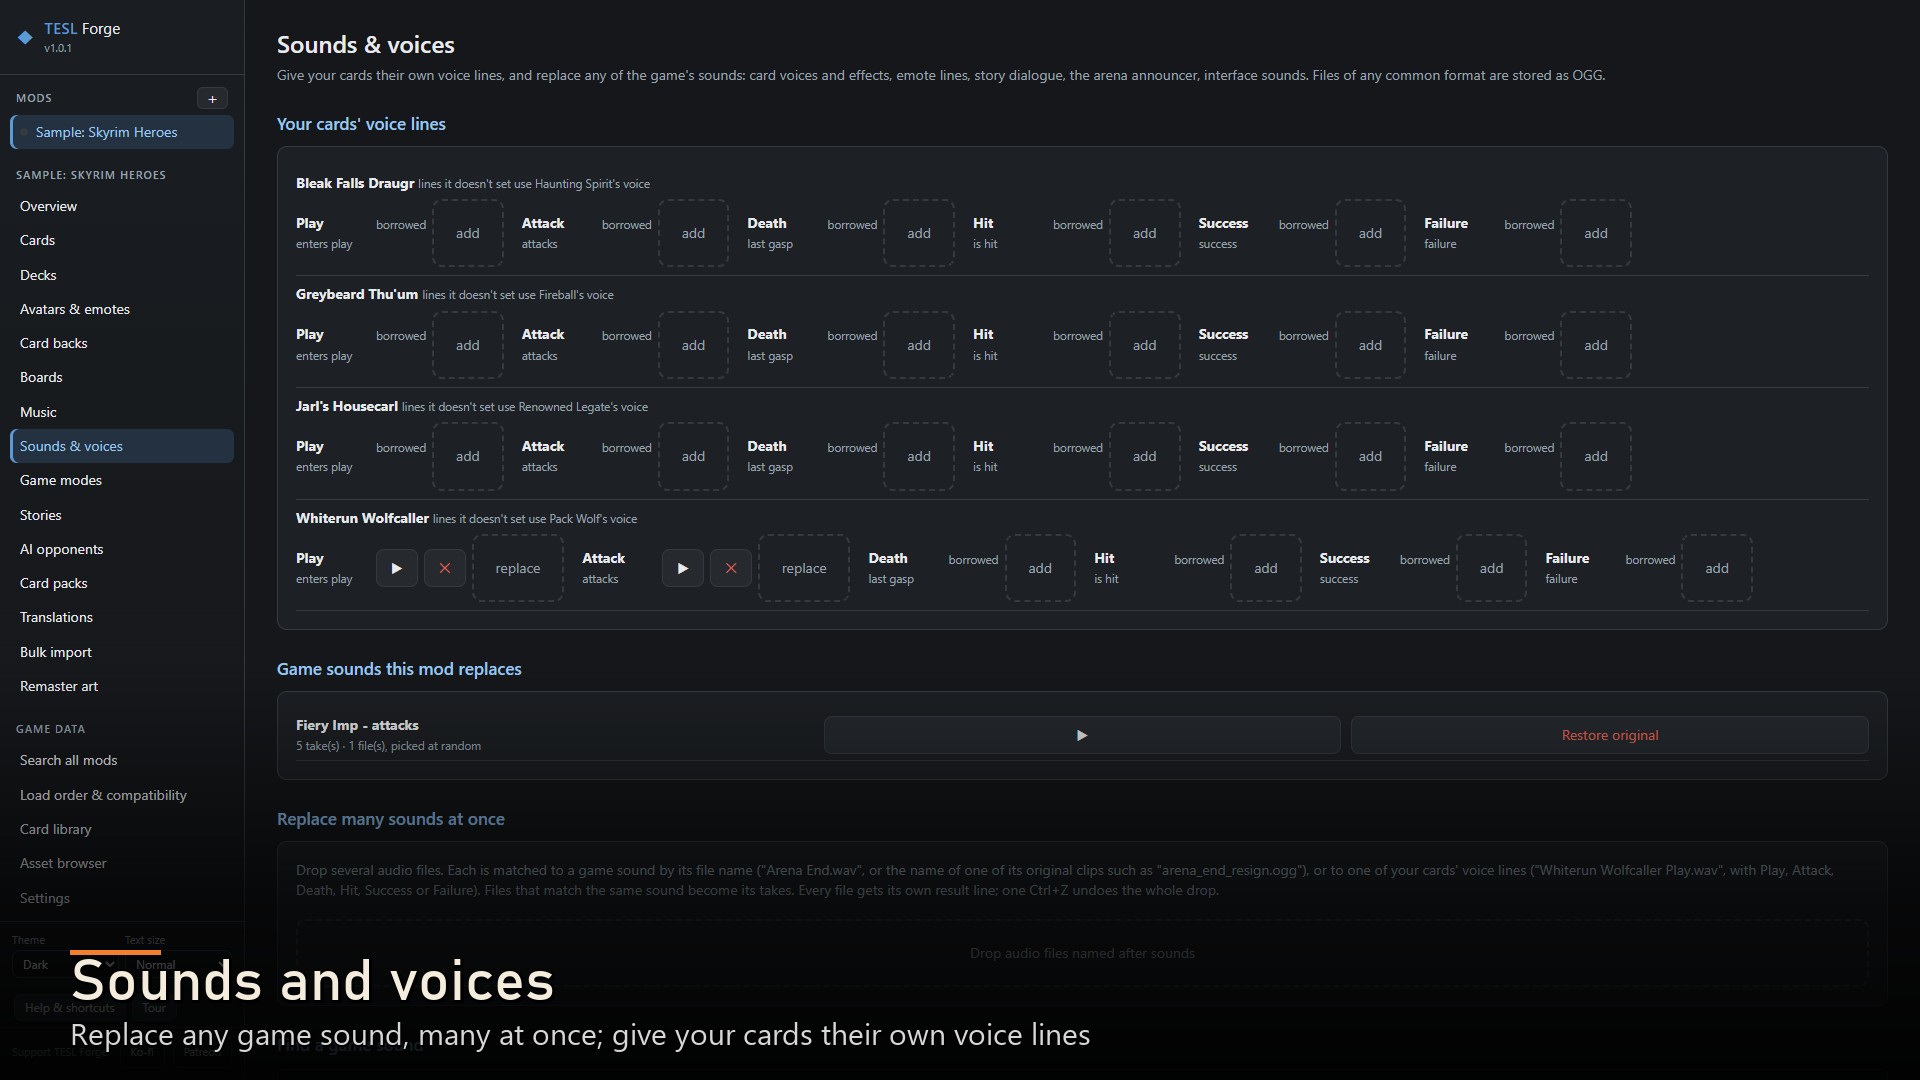 TESL Forge
v1.0.1
MODS
+
Sample: Skyrim Heroes
SAMPLE: SKYRIM HEROES
Overview
Cards
Decks
Avatars & emotes
Card backs
Boards
Music
Sounds & voices
Game modes
Stories
AI opponents
Card packs
Translations
Bulk import
Remaster art
GAME DATA
Search all mods
Load order & compatibility
Card library
Asset browser
Settings
Theme Text size
Dark Normal
Help & shortcuts Tour
Support TESL Forge Ko-fi Patreon
Sounds & voices
Give your cards their own voice lines, and replace any of the game's sounds: card voices and effects, emote lines, story dialogue, the arena announcer, interface sounds. Files of any common format are stored as OGG.
Your cards' voice lines
Bleak Falls Draugr lines it doesn't set use Haunting Spirit's voice
Play borrowed add Attack borrowed add Death borrowed add Hit borrowed add Success borrowed add Failure borrowed add
enters play attacks last gasp is hit success failure
Greybeard Thu'um lines it doesn't set use Fireball's voice
Play borrowed add Attack borrowed add Death borrowed add Hit borrowed add Success borrowed add Failure borrowed add
enters play attacks last gasp is hit success failure
Jarl's Housecarl lines it doesn't set use Renowned Legate's voice
Play borrowed add Attack borrowed add Death borrowed add Hit borrowed add Success borrowed add Failure borrowed add
enters play attacks last gasp is hit success failure
Whiterun Wolfcaller lines it doesn't set use Pack Wolf's voice
Play replace Attack replace Death borrowed add Hit borrowed add Success borrowed add Failure borrowed add
enters play attacks last gasp is hit success failure
Game sounds this mod replaces
Fiery Imp - attacks
5 take(s) · 1 file(s), picked at random
Restore original
Replace many sounds at once
Drop several audio files. Each is matched to a game sound by its file name ("Arena End.wav", or the name of one of its original clips such as "arena_end_resign.ogg"), or to one of your cards' voice lines ("Whiterun Wolfcaller Play.wav", with Play, Attack,
Death, Hit, Success or Failure). Files that match the same sound become its takes. Every file gets its own result line; one Ctrl+Z undoes the whole drop.
Drop audio files named after sounds
Find a game sound
Sounds and voices
Replace any game sound, many at once; give your cards their own voice lines